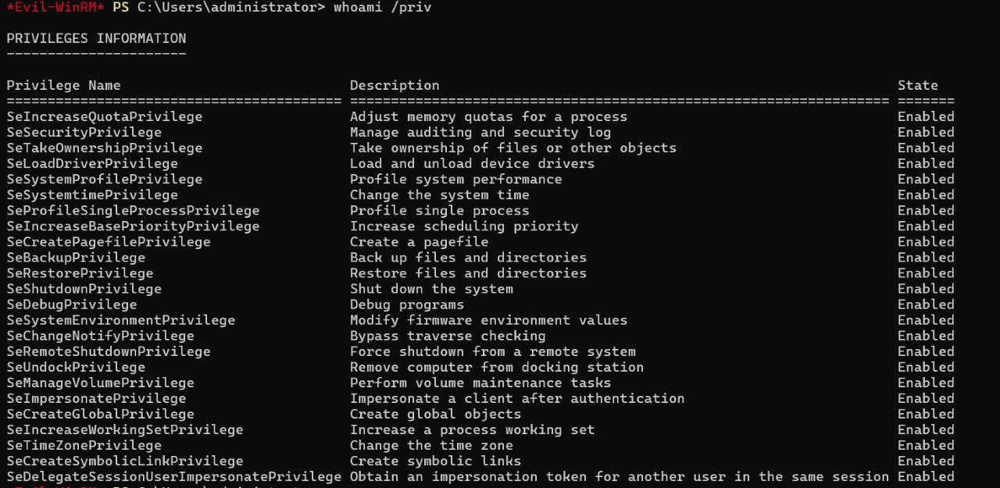 *Evil-WinRM* PS C:\Users\administrator> whoami /priv
PRIVILEGES INFORMATION
----------------------
Privilege Name Description State
========================================= ================================================================== =======
SeIncreaseQuotaPrivilege Adjust memory quotas for a process Enabled
SeSecurityPrivilege Manage auditing and security log Enabled
SeTakeOwnershipPrivilege Take ownership of files or other objects Enabled
SeLoadDriverPrivilege Load and unload device drivers Enabled
SeSystemProfilePrivilege Profile system performance Enabled
SeSystemtimePrivilege Change the system time Enabled
SeProfileSingleProcessPrivilege Profile single process Enabled
SeIncreaseBasePriorityPrivilege Increase scheduling priority Enabled
SeCreatePagefilePrivilege Create a pagefile Enabled
SeBackupPrivilege Back up files and directories Enabled
SeRestorePrivilege Restore files and directories Enabled
SeShutdownPrivilege Shut down the system Enabled
SeDebugPrivilege Debug programs Enabled
SeSystemEnvironmentPrivilege Modify firmware environment values Enabled
SeChangeNotifyPrivilege Bypass traverse checking Enabled
SeRemoteShutdownPrivilege Force shutdown from a remote system Enabled
SeUndockPrivilege Remove computer from docking station Enabled
SeManageVolumePrivilege Perform volume maintenance tasks Enabled
SeImpersonatePrivilege Impersonate a client after authentication Enabled
SeCreateGlobalPrivilege Create global objects Enabled
SeIncreaseWorkingSetPrivilege Increase a process working set Enabled
SeTimeZonePrivilege Change the time zone Enabled
SeCreateSymbolicLinkPrivilege Create symbolic links Enabled
SeDelegateSessionUserImpersonatePrivilege Obtain an impersonation token for another user in the same session Enabled